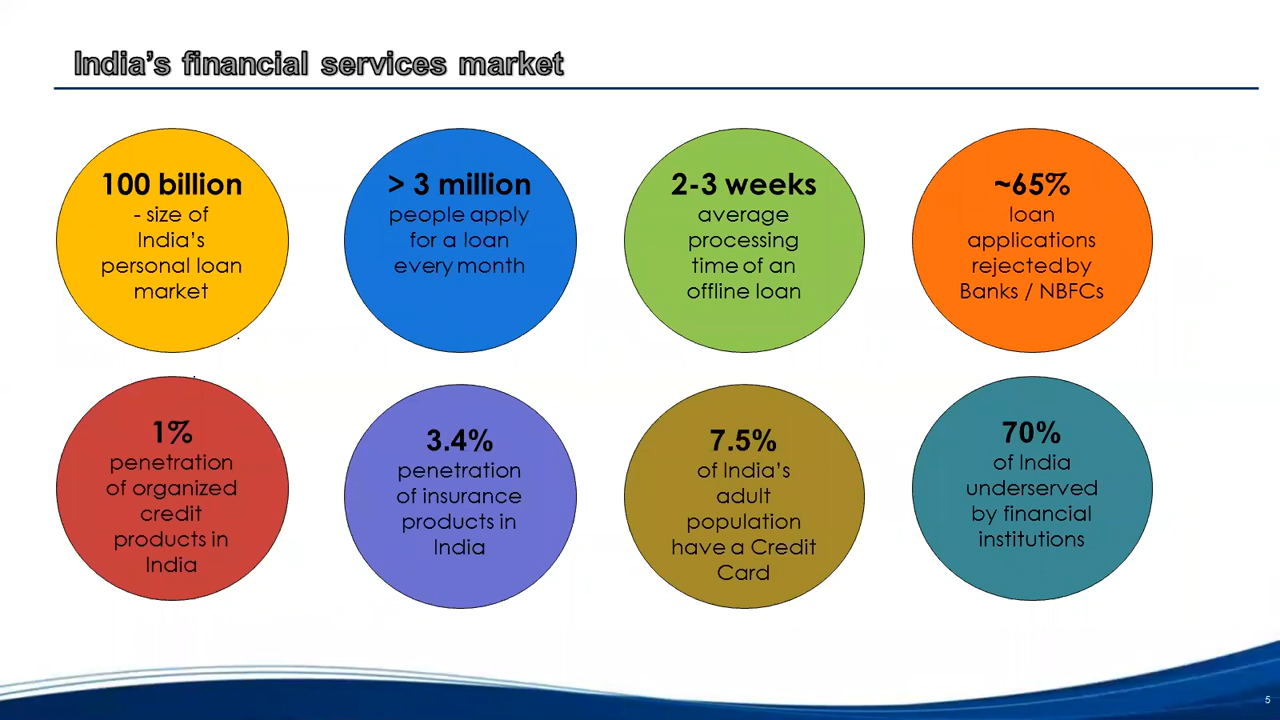 India's financial services market
100 billion
- size of
India's
personal loan
market
> 3 million
people apply
for a loan
every month
2-3 weeks
average
processing
time of an
offline loan
~65%
loan
applications
rejected by
Banks / NBFCs
1%
penetration
of organized
credit
products in
India
3.4%
penetration
of insurance
products in
India
7.5%
of India's
adult
population
have a Credit
Card
70%
of India
underserved
by financial
institutions
5